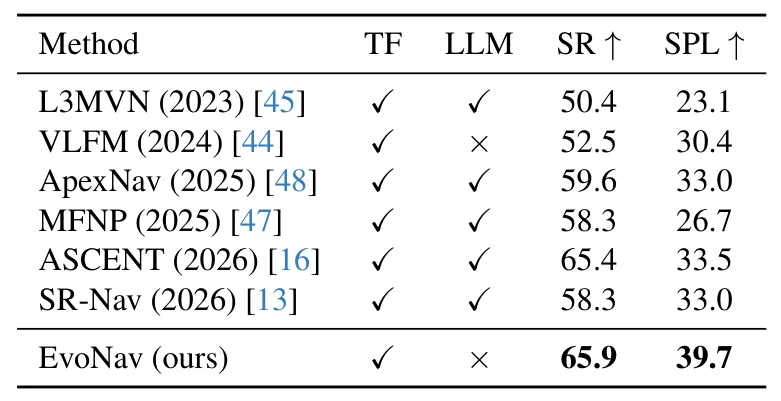 Method TF LLM SR ↑ SPL ↑
L3MVN (2023) [45] ✓ ✓ 50.4 23.1
VLFM (2024) [44] ✓ × 52.5 30.4
ApexNav (2025) [48] ✓ ✓ 59.6 33.0
MFNP (2025) [47] ✓ ✓ 58.3 26.7
ASCENT (2026) [16] ✓ ✓ 65.4 33.5
SR-Nav (2026) [13] ✓ ✓ 58.3 33.0
EvoNav (ours) ✓ × 65.9 39.7